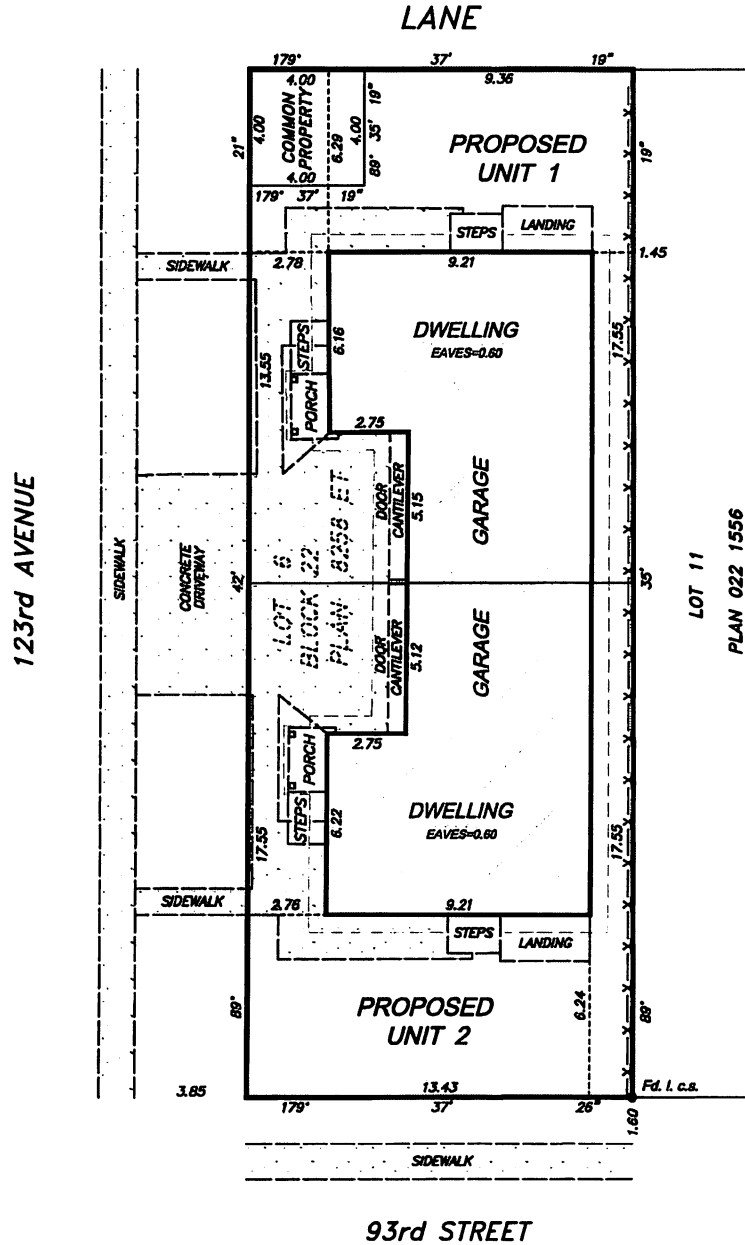 LANE
179° 37' 19"
4.00
9.36
21"
4.00
COMMON
PROPERTY
6.29
4.00
89° 35' 19"
4.00
179° 37' 19"
PROPOSED
UNIT 1
19"
STEPS
LANDING
SIDEWALK
2.78
9.21
1.45
DWELLING
EAVES=0.60
6.16
STEPS
PORCH
13.55
17.55
2.75
DOOR
CANTILEVER
5.15
GARAGE
123rd AVENUE
SIDEWALK
CONCRETE
DRIVEWAY
42'
LOT 6
BLOCK 22
PLAN 8258 ET
35'
LOT 11
PLAN 022 1556
DOOR
CANTILEVER
5.12
GARAGE
2.75
PORCH
STEPS
6.22
DWELLING
EAVES=0.60
17.55
17.55
SIDEWALK
2.76
9.21
STEPS
LANDING
PROPOSED
UNIT 2
6.24
89°
89°
3.85
13.43
Fd. I. c.s.
179° 37' 26"
1.60
SIDEWALK
93rd STREET